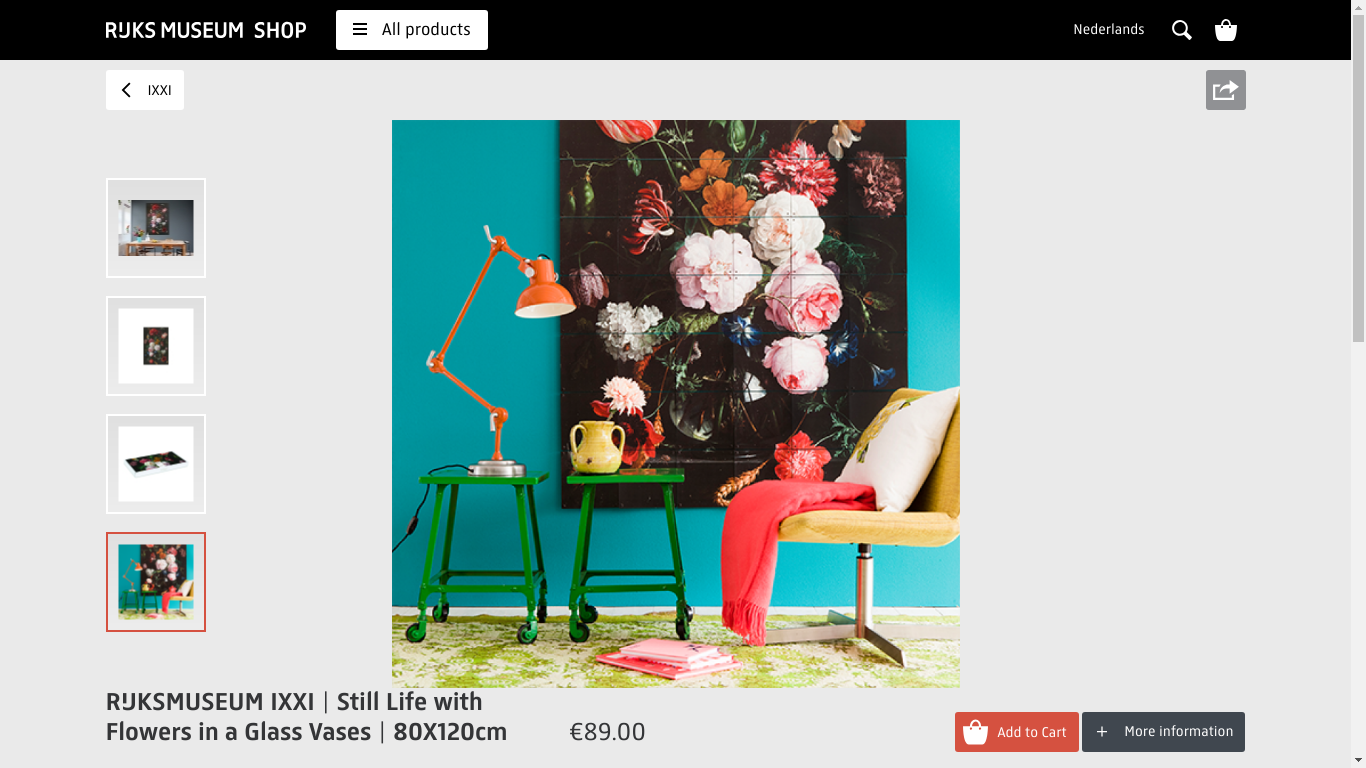 RIJKS MUSEUM SHOP
All products
Nederlands
IXXI
RIJKSMUSEUM IXXI | Still Life with
Flowers in a Glass Vases | 80X120cm
€89.00
Add to Cart
More information